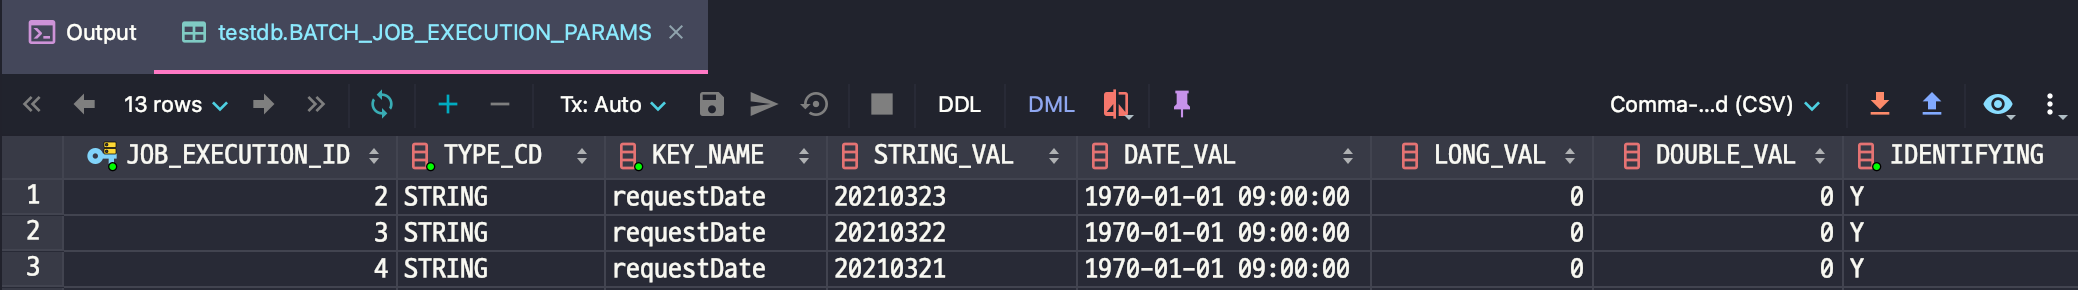 Output testdb.BATCH_JOB_EXECUTION_PARAMS
13 rows Tx: Auto DDL DML Comma-...d (CSV)
JOB_EXECUTION_ID TYPE_CD KEY_NAME STRING_VAL DATE_VAL LONG_VAL DOUBLE_VAL IDENTIFYING
1 2 STRING requestDate 20210323 1970-01-01 09:00:00 0 0 Y
2 3 STRING requestDate 20210322 1970-01-01 09:00:00 0 0 Y
3 4 STRING requestDate 20210321 1970-01-01 09:00:00 0 0 Y